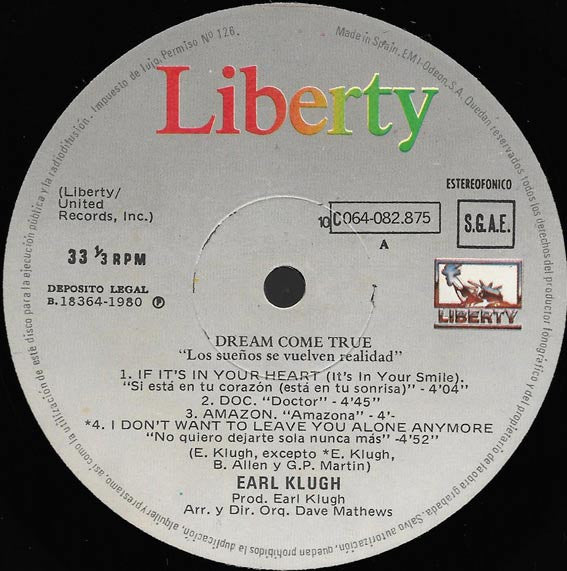 Impuesto de lujo. Permiso Nº 126.
Made in Spain. EMI-Odeon, S.A. Quedan reservados todos los derechos del productor fonográfico y del propietario de la obra grabada. Salvo autorización, quedan prohibidos la duplicación, alquiler y préstamo, así como la utilización de este disco para la ejecución pública y la radiodifusión.
Liberty
(Liberty/
United
Records, Inc.)
ESTEREOFONICO
10C 064-082.875
S.G.A.E.
33 1/3 RPM
A
DEPOSITO LEGAL
B.18364-1980 Ⓟ
LIBERTY
DREAM COME TRUE
“Los sueños se vuelven realidad”
1. IF IT'S IN YOUR HEART (It's In Your Smile).
“Si está en tu corazón (está en tu sonrisa)” - 4'04”
2. DOC. “Doctor” - 4'45”
3. AMAZON. “Amazona” - 4'-
*4. I DON'T WANT TO LEAVE YOU ALONE ANYMORE
“No quiero dejarte sola nunca más” -4'52”
(E. Klugh, excepto *E. Klugh,
B. Allen y G.P. Martin)
EARL KLUGH
Prod. Earl Klugh
Arr. y Dir. Orq. Dave Mathews